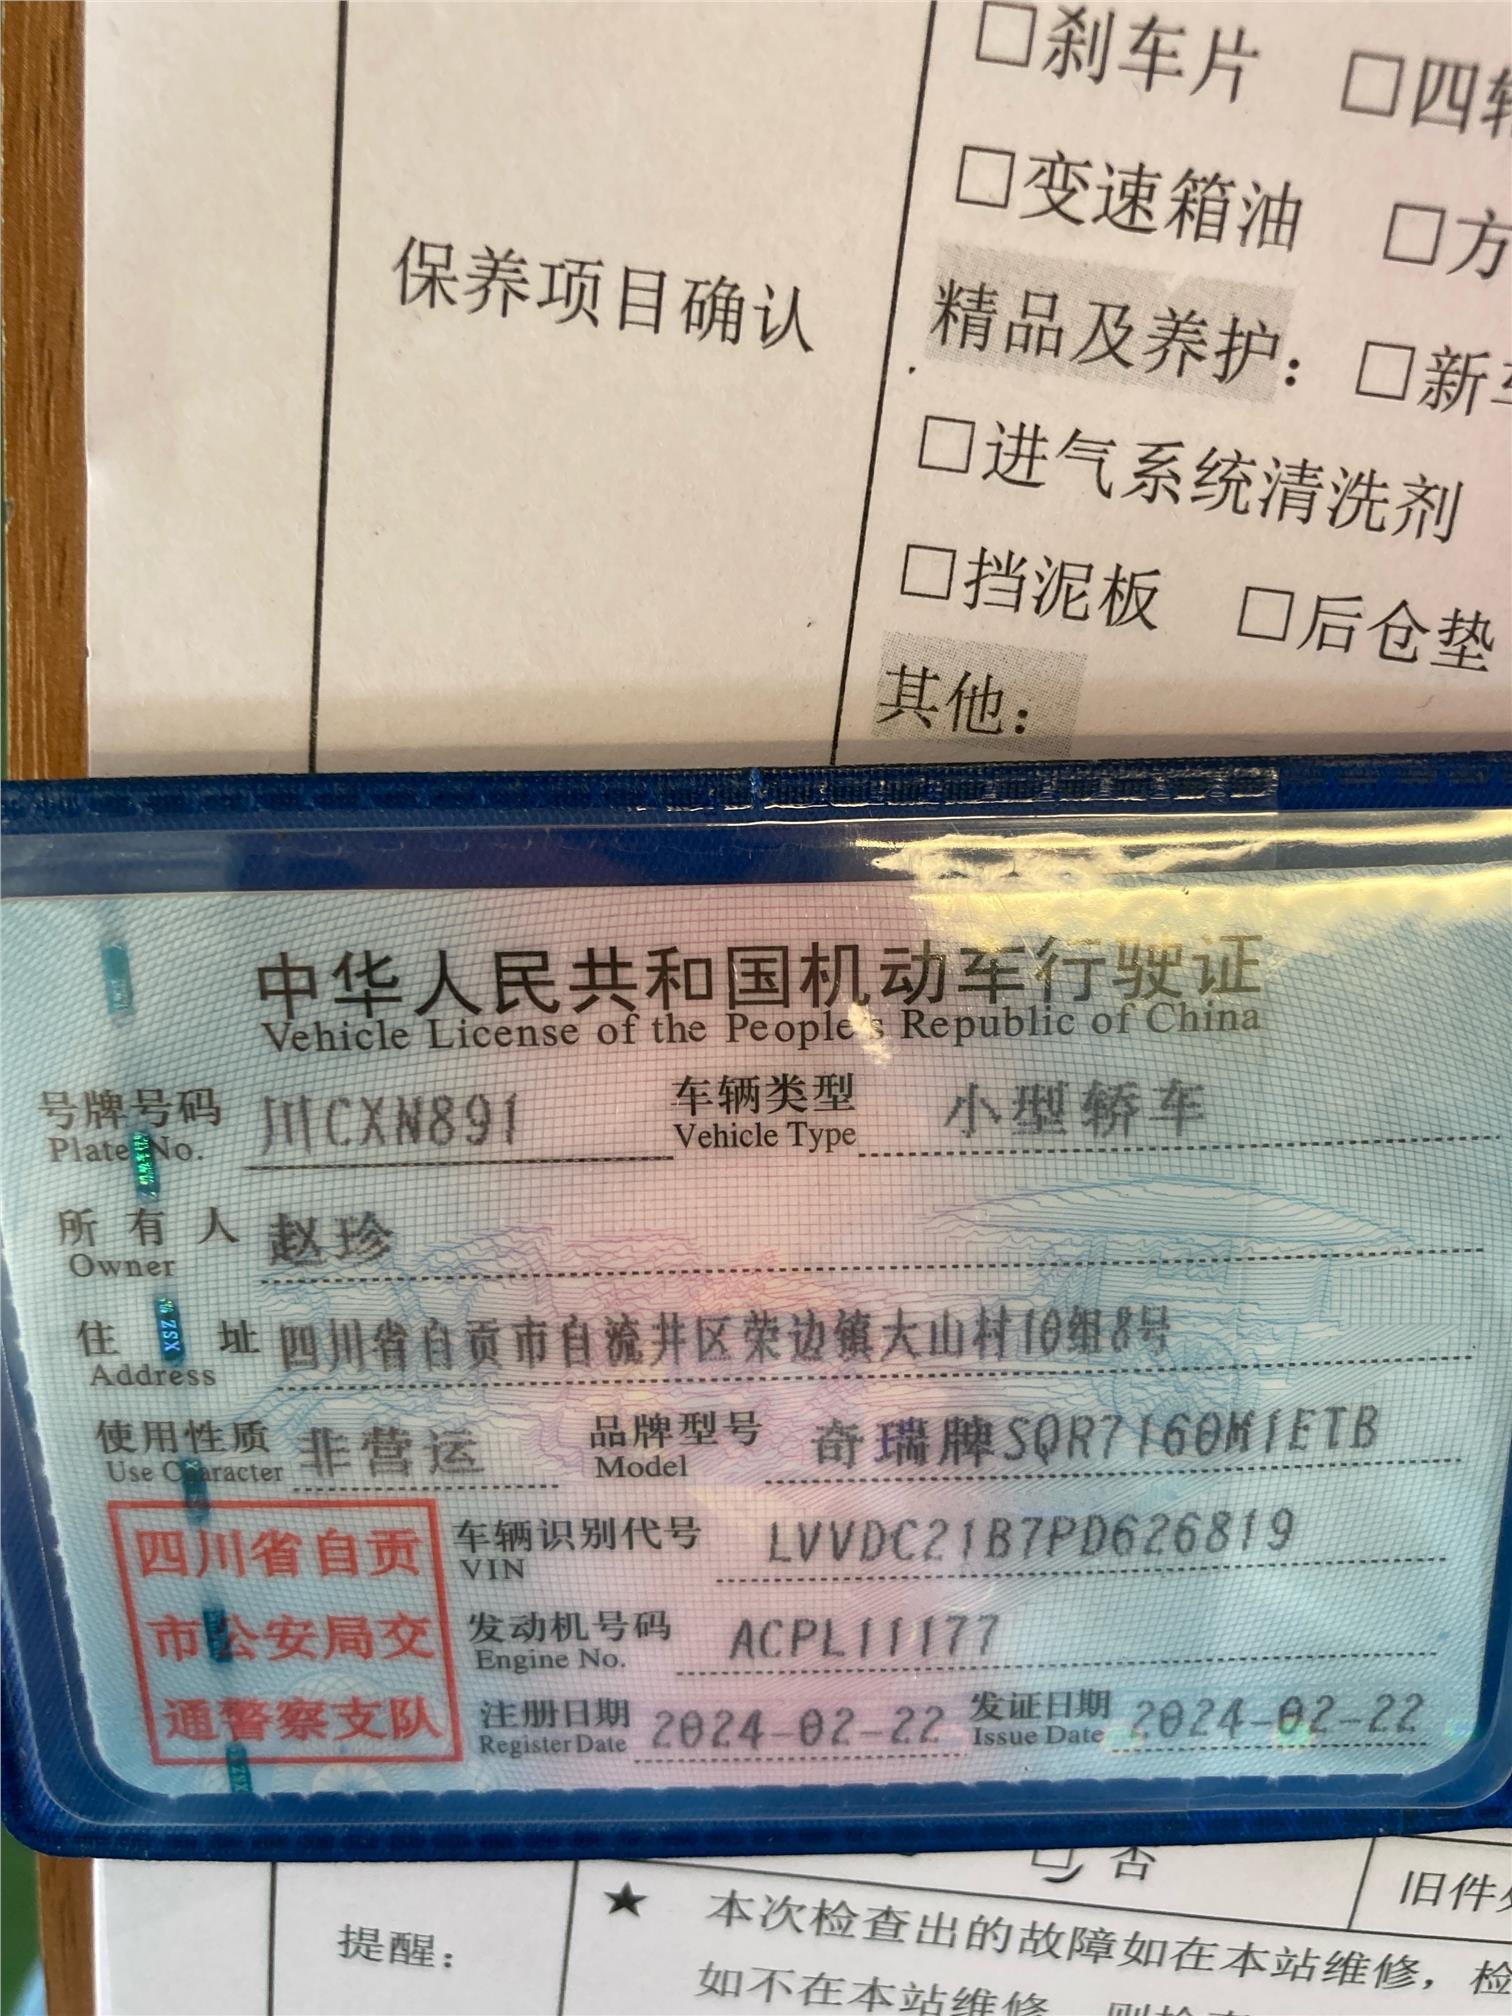 □刹车片 □四
□变速箱油 □方
保养项目确认
精品及养护： □新
□进气系统清洗剂
□挡泥板 □后仓垫
其他：
中华人民共和国机动车行驶证
Vehicle License of the People's Republic of China
号牌号码 川CXN891 车辆类型 小型轿车
Plate No. Vehicle Type
所有人 赵珍
Owner
住址 四川省自贡市自流井区荣边镇大山村10组8号
Address
使用性质 非营运 品牌型号 奇瑞牌SQR7160M1ETB
Use Character Model
四川省自贡
市公安局交
通警察支队
车辆识别代号 LVVDC21B7PD626819
VIN
发动机号码 ACPL11177
Engine No.
注册日期 2024-02-22 发证日期 2024-02-22
Register Date Issue Date
否
旧件
提醒：
★ 本次检查出的故障如在本站维修，检
如不在本站维修